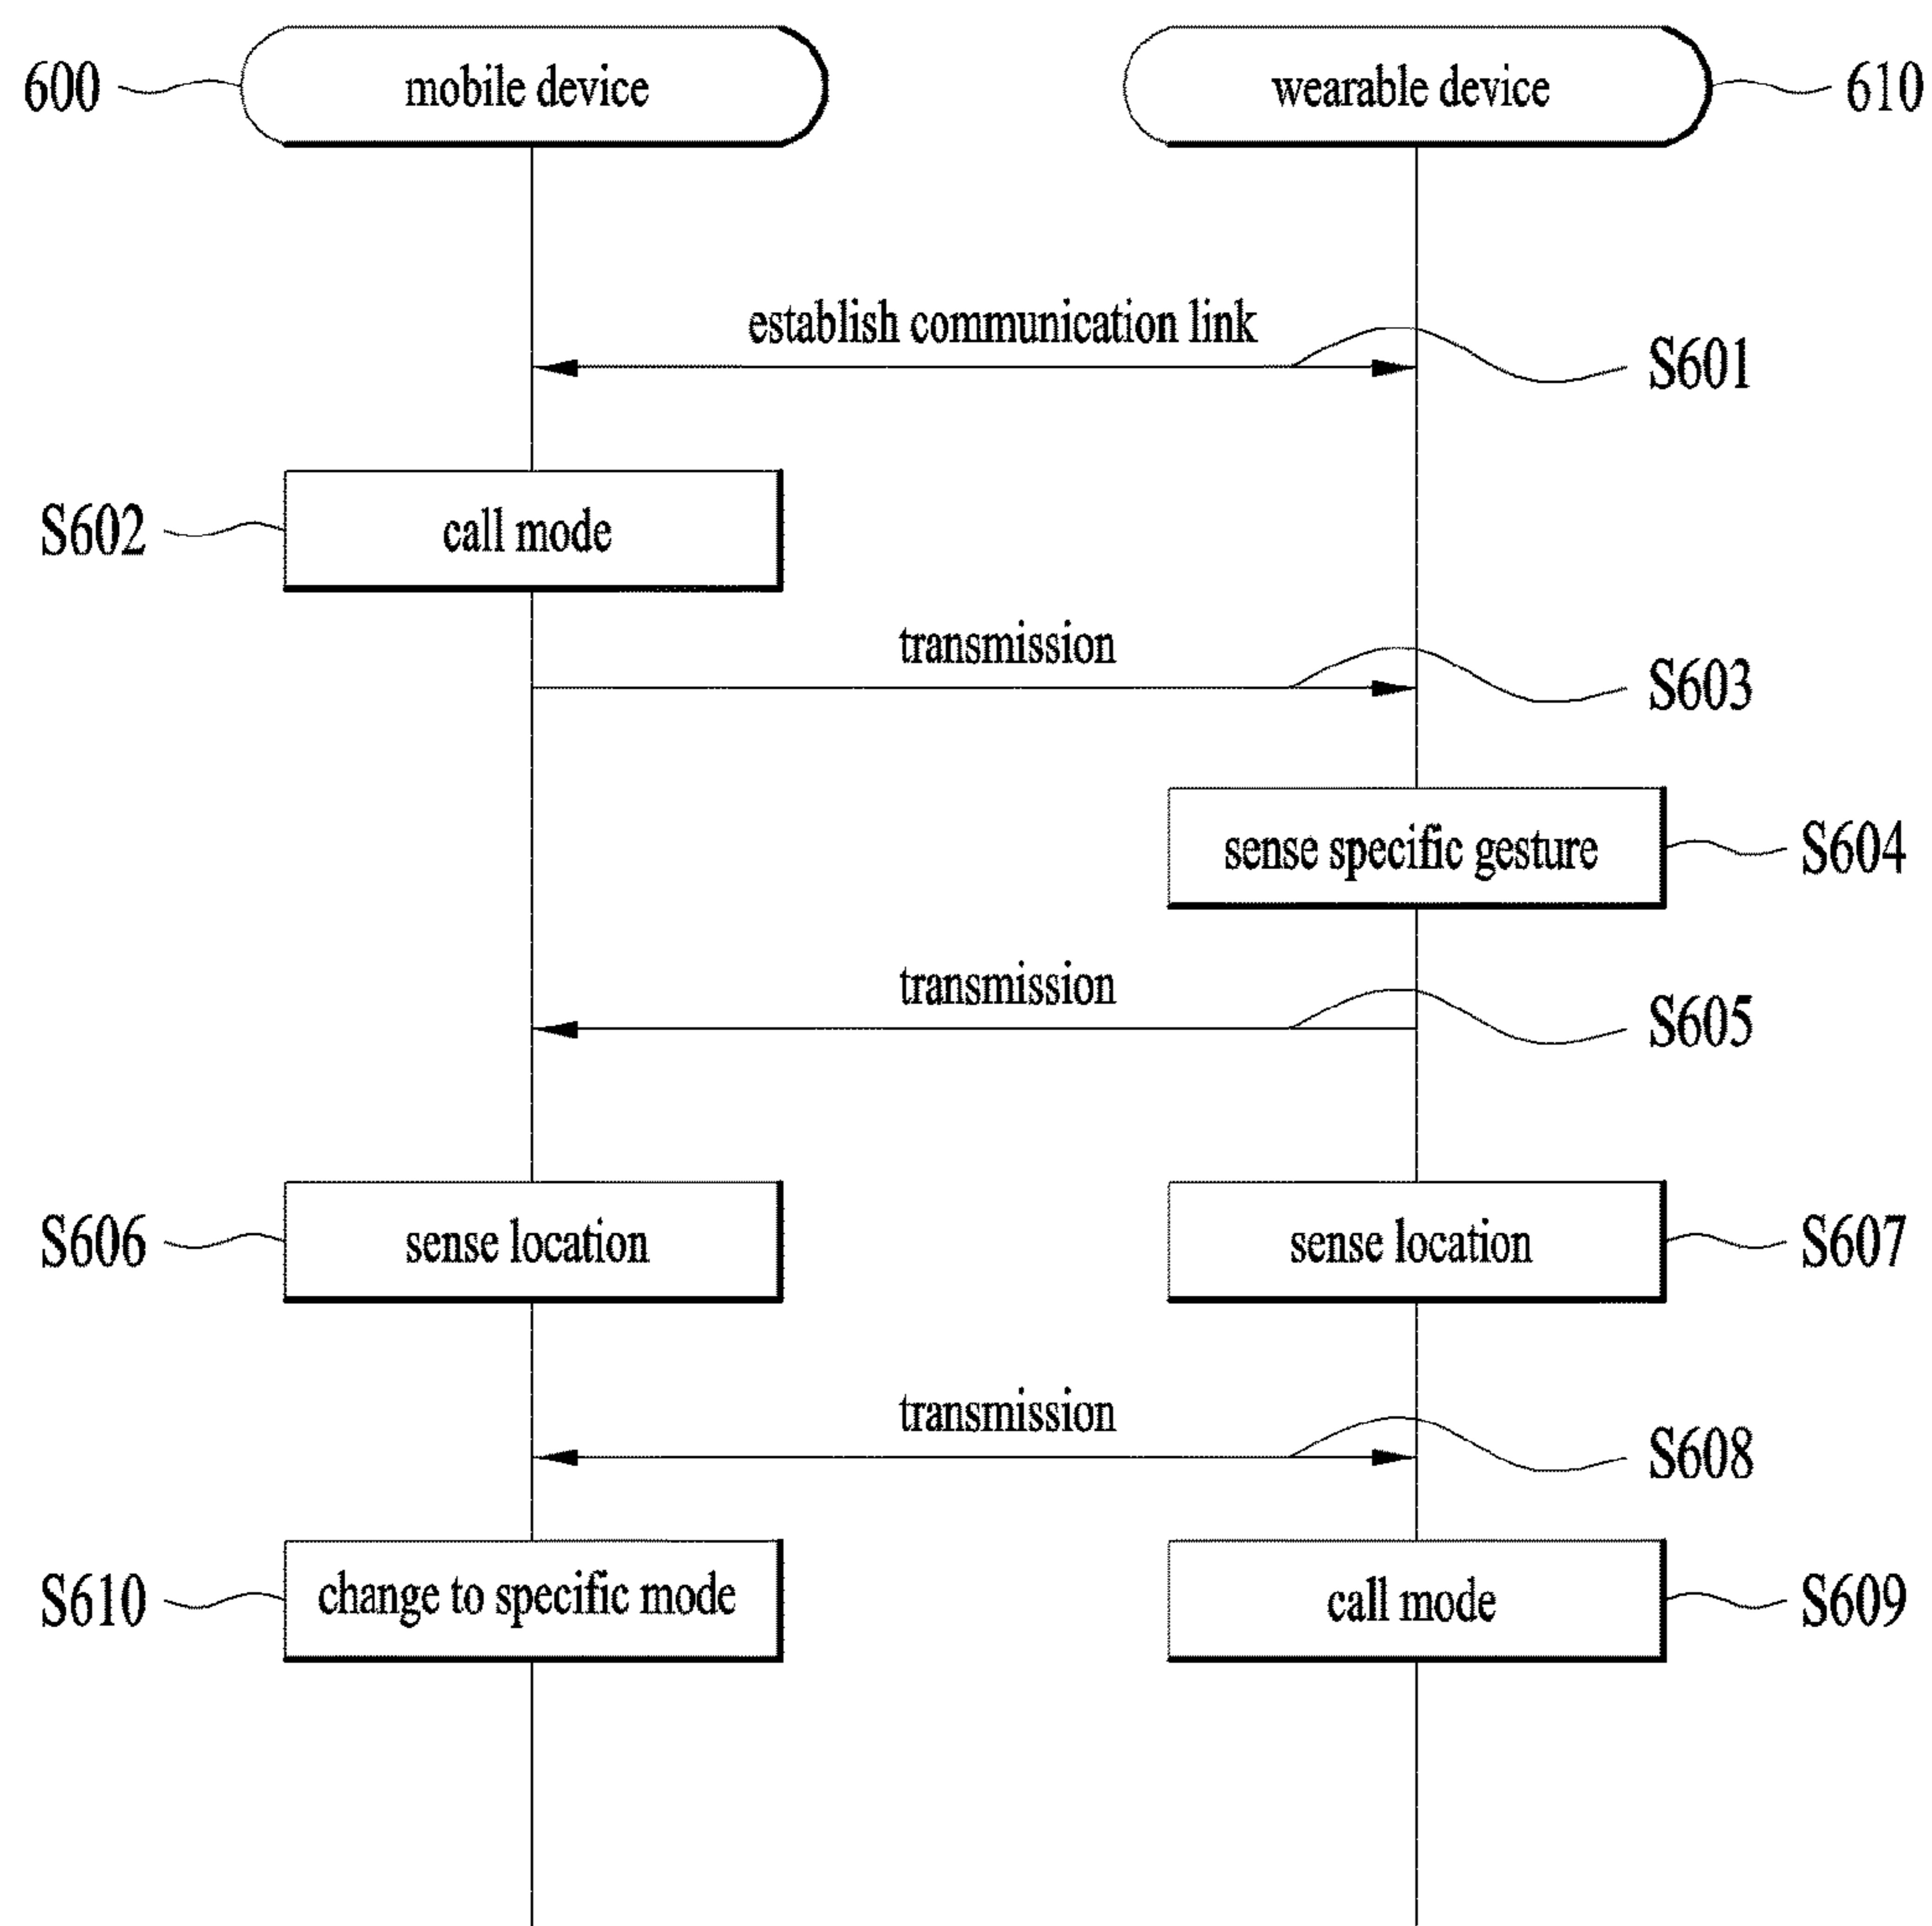 600 mobile device wearable device 610
establish communication link
S601
S602 call mode
transmission
S603
sense specific gesture S604
transmission
S605
S606 sense location sense location S607
transmission
S608
S610 change to specific mode call mode S609